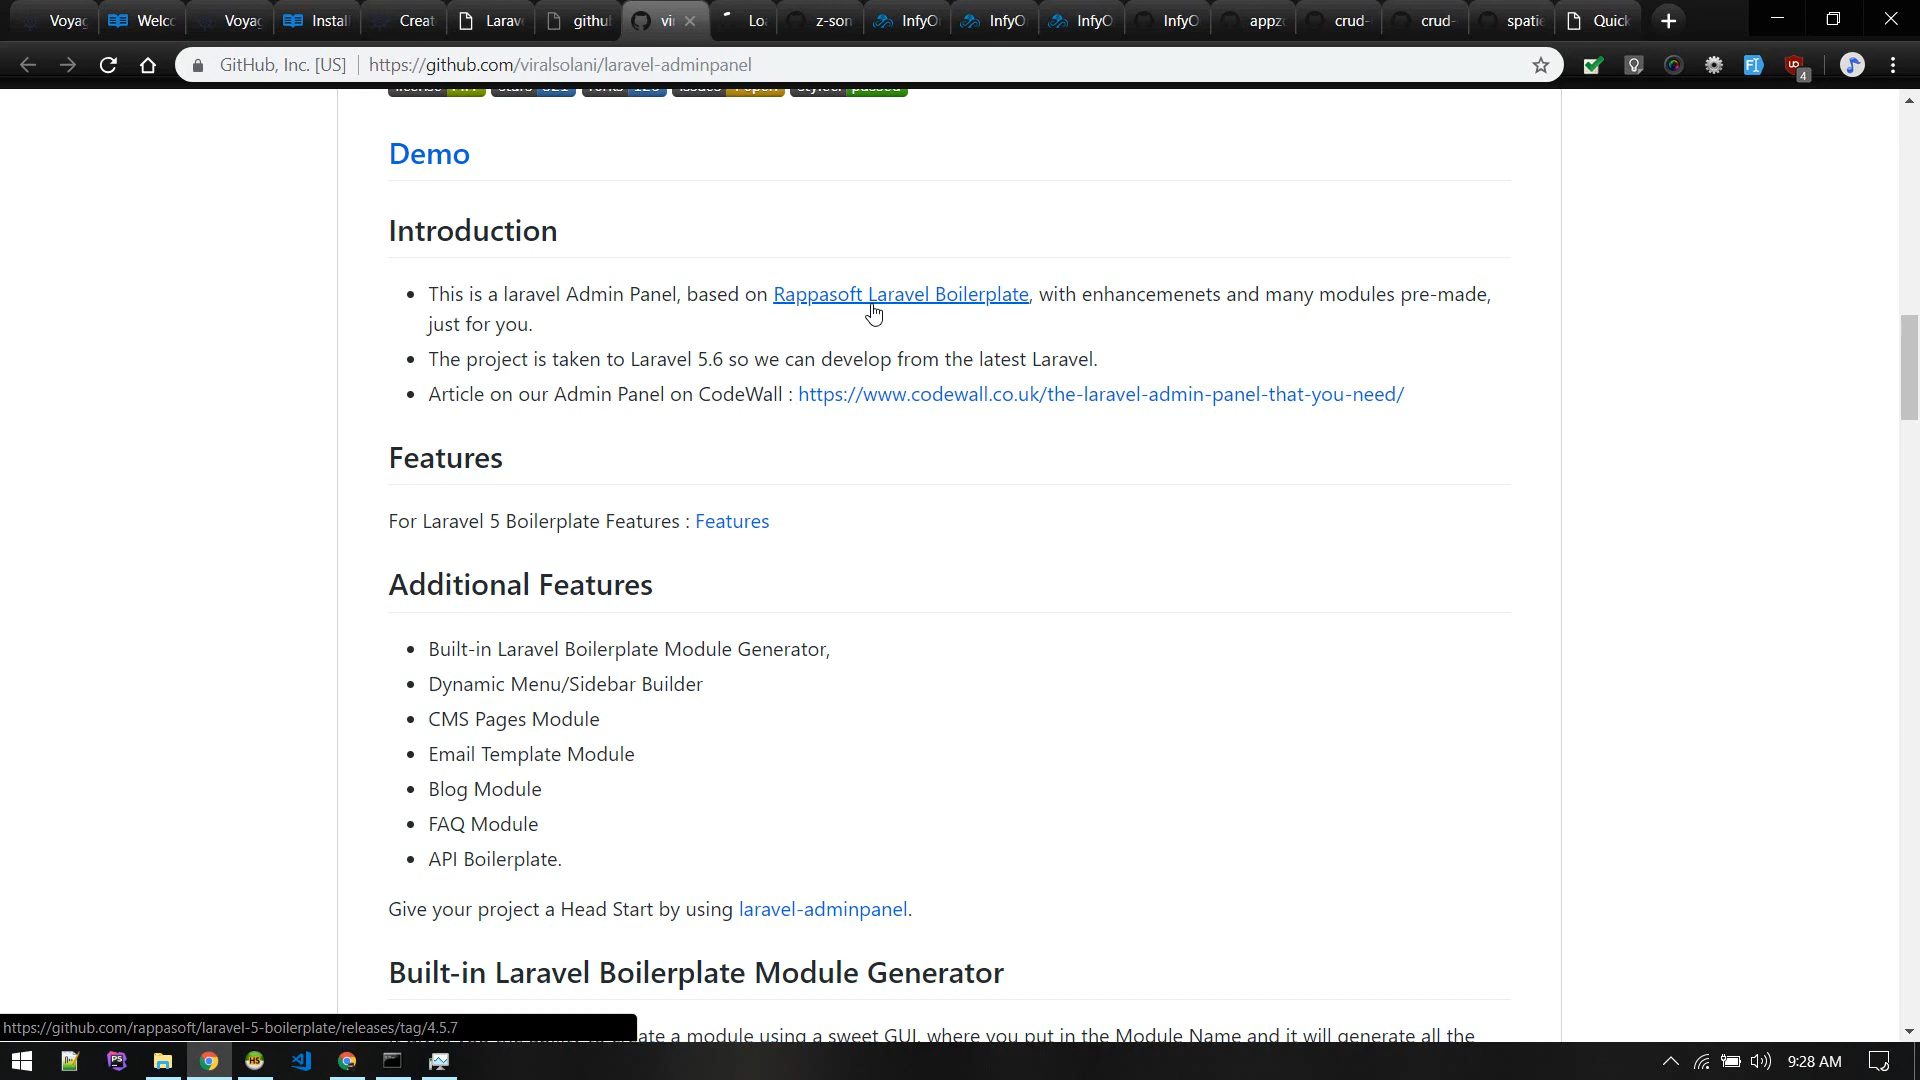 Voya
Welc
Voya
Install
Creat
Larav
githu
vi
Lo
z-son
InfyO
InfyO
InfyO
InfyO
appz
crud-
crud-
spatie
Quick
GitHub, Inc. [US] https://github.com/viralsolani/laravel-adminpanel
4
Demo
Introduction
This is a laravel Admin Panel, based on Rappasoft Laravel Boilerplate, with enhancemenets and many modules pre-made,
just for you.
The project is taken to Laravel 5.6 so we can develop from the latest Laravel.
Article on our Admin Panel on CodeWall : https://www.codewall.co.uk/the-laravel-admin-panel-that-you-need/
Features
For Laravel 5 Boilerplate Features : Features
Additional Features
Built-in Laravel Boilerplate Module Generator,
Dynamic Menu/Sidebar Builder
CMS Pages Module
Email Template Module
Blog Module
FAQ Module
API Boilerplate.
Give your project a Head Start by using laravel-adminpanel.
Built-in Laravel Boilerplate Module Generator
https://github.com/rappasoft/laravel-5-boilerplate/releases/tag/4.5.7
ate a module using a sweet GUI, where you put in the Module Name and it will generate all the
9:28 AM